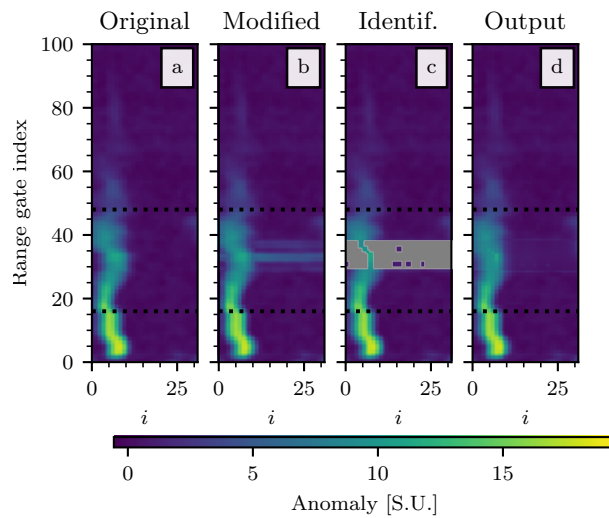 Original Modified Identif. Output
a b c d
Range gate index
100
80
60
40
20
0
0 25 0 25 0 25 0 25
i i i i
0 5 10 15
Anomaly [S.U.]